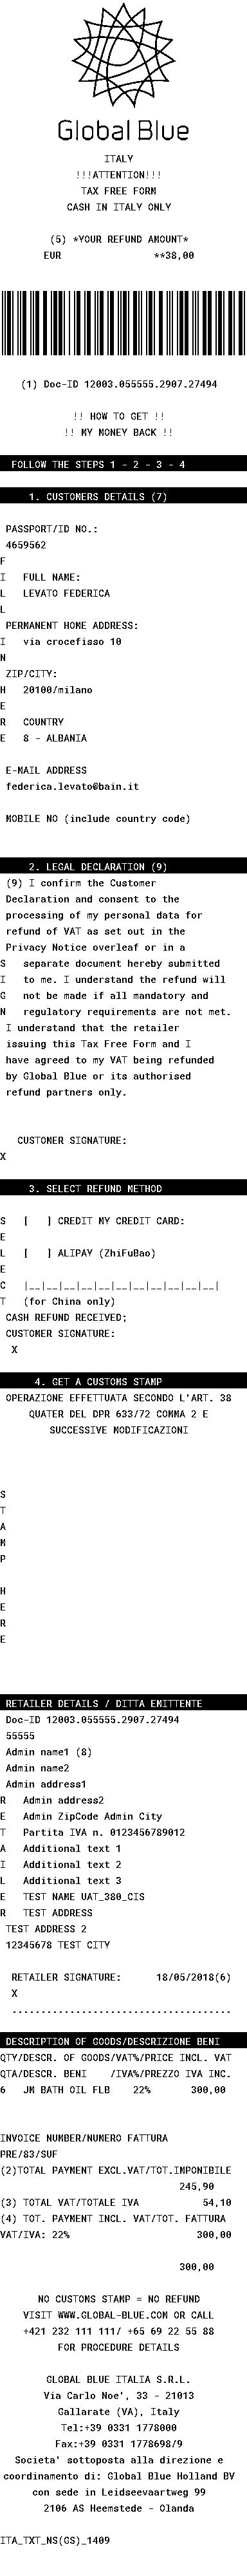 Global Blue
ITALY
!!!ATTENTION!!!
TAX FREE FORM
CASH IN ITALY ONLY
(5) *YOUR REFUND AMOUNT*
EUR **38,00
(1) Doc-ID 12003.055555.2907.27494
!! HOW TO GET !!
!! MY MONEY BACK !!
FOLLOW THE STEPS 1 - 2 - 3 - 4
1. CUSTOMERS DETAILS (7)
PASSPORT/ID NO.:
4659562
F
I FULL NAME:
L LEVATO FEDERICA
L
PERMANENT HOME ADDRESS:
I via crocefisso 10
N
ZIP/CITY:
H 20100/milano
E
R COUNTRY
E 8 - ALBANIA
E-MAIL ADDRESS
federica.levato@bain.it
MOBILE NO (include country code)
2. LEGAL DECLARATION (9)
(9) I confirm the Customer
Declaration and consent to the
processing of my personal data for
refund of VAT as set out in the
Privacy Notice overleaf or in a
S separate document hereby submitted
I to me. I understand the refund will
G not be made if all mandatory and
N regulatory requirements are not met.
I understand that the retailer
issuing this Tax Free Form and I
have agreed to my VAT being refunded
by Global Blue or its authorised
refund partners only.
CUSTOMER SIGNATURE:
X
3. SELECT REFUND METHOD
S [ ] CREDIT MY CREDIT CARD:
E
L [ ] ALIPAY (ZhiFuBao)
E
C |__|__|__|__|__|__|__|__|__|__|__|
T (for China only)
CASH REFUND RECEIVED;
CUSTOMER SIGNATURE:
X
4. GET A CUSTOMS STAMP
OPERAZIONE EFFETTUATA SECONDO L'ART. 38
QUATER DEL DPR 633/72 COMMA 2 E
SUCCESSIVE MODIFICAZIONI
S
T
A
M
P
H
E
R
E
RETAILER DETAILS / DITTA EMITTENTE
Doc-ID 12003.055555.2907.27494
55555
Admin name1 (8)
Admin name2
Admin address1
R Admin address2
E Admin ZipCode Admin City
T Partita IVA n. 0123456789012
A Additional text 1
I Additional text 2
L Additional text 3
E TEST NAME UAT_380_CIS
R TEST ADDRESS
TEST ADDRESS 2
12345678 TEST CITY
RETAILER SIGNATURE: 18/05/2018(6)
X
......................................
DESCRIPTION OF GOODS/DESCRIZIONE BENI
QTY/DESCR. OF GOODS/VAT%/PRICE INCL. VAT
QTA/DESCR. BENI /IVA%/PREZZO IVA INC.
6 JM BATH OIL FLB 22% 300,00
INVOICE NUMBER/NUMERO FATTURA
PRE/83/SUF
(2)TOTAL PAYMENT EXCL.VAT/TOT.IMPONIBILE
245,90
(3) TOTAL VAT/TOTALE IVA 54,10
(4) TOT. PAYMENT INCL. VAT/TOT. FATTURA
VAT/IVA: 22% 300,00
300,00
NO CUSTOMS STAMP = NO REFUND
VISIT WWW.GLOBAL-BLUE.COM OR CALL
+421 232 111 111/ +65 69 22 55 88
FOR PROCEDURE DETAILS
GLOBAL BLUE ITALIA S.R.L.
Via Carlo Noe', 33 - 21013
Gallarate (VA), Italy
Tel:+39 0331 1778000
Fax:+39 0331 1778698/9
Societa' sottoposta alla direzione e
coordinamento di: Global Blue Holland BV
con sede in Leidseevaartweg 99
2106 AS Heemstede - Olanda
ITA_TXT_NS(GS)_1409